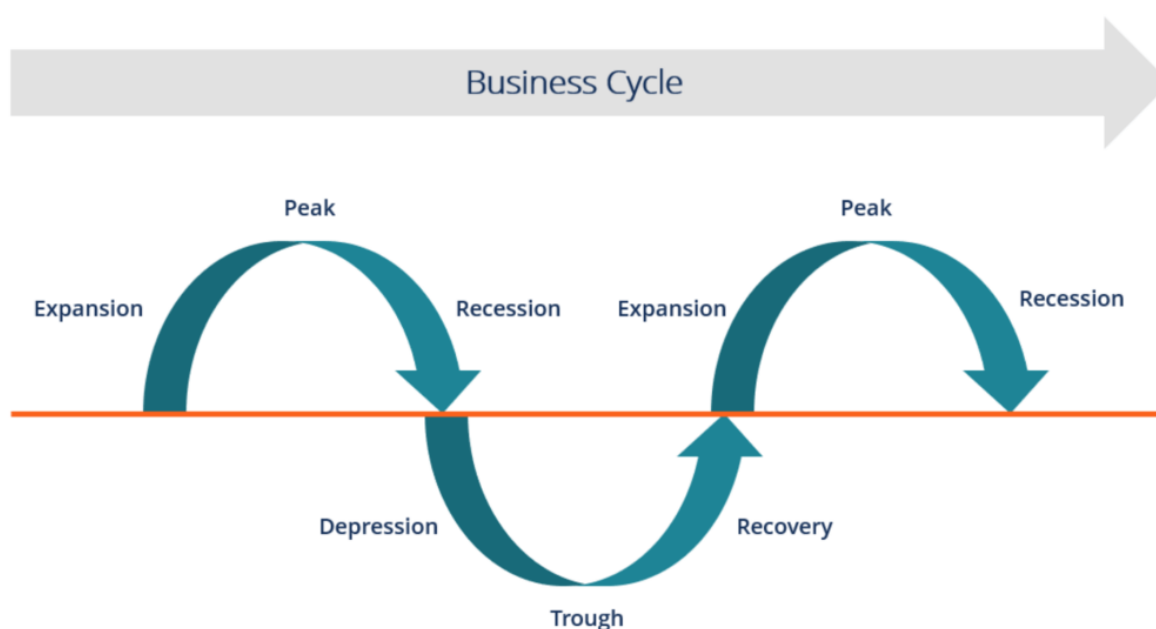 Business Cycle
Peak
Peak
Expansion
Recession
Expansion
Recession
Depression
Recovery
Trough